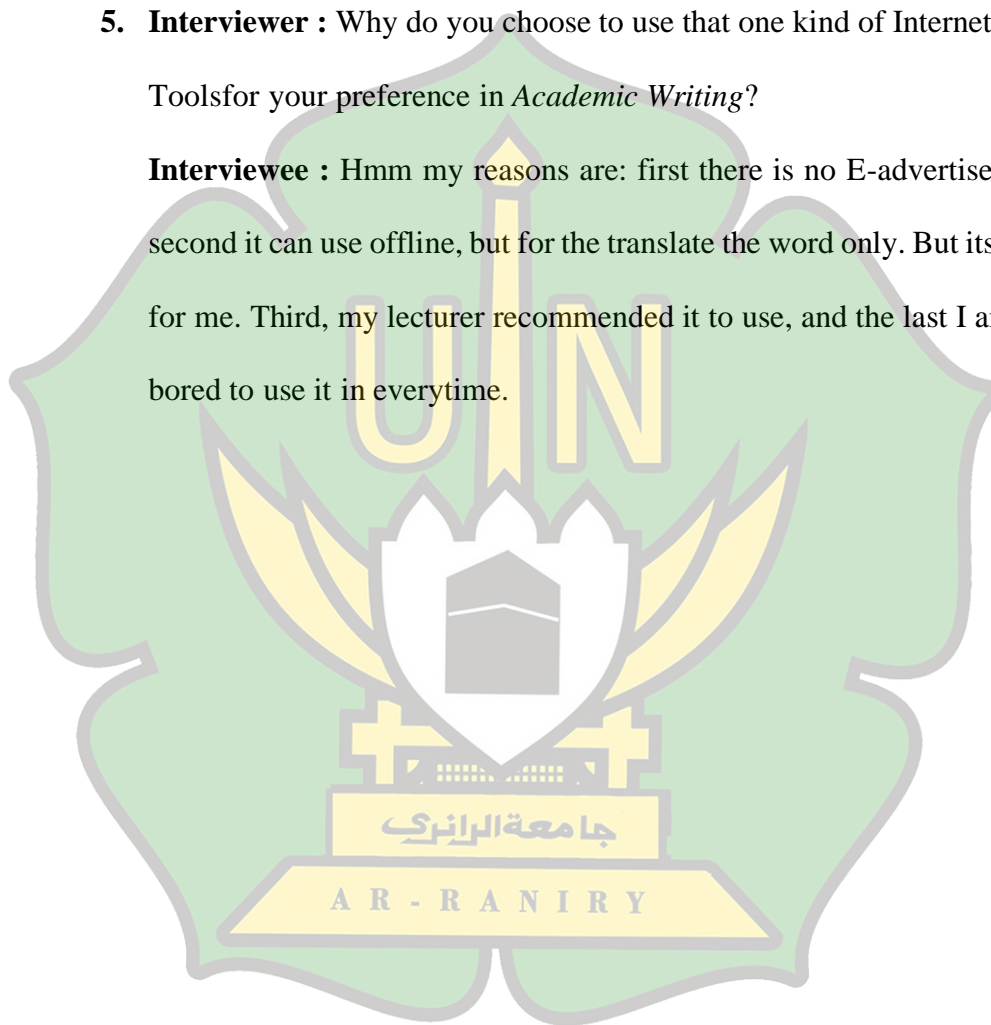 5. Interviewer : Why do you choose to use that one kind of Internet
Toolsfor your preference in Academic Writing?
Interviewee : Hmm my reasons are: first there is no E-advertise
second it can use offline, but for the translate the word only. But its
for me. Third, my lecturer recommended it to use, and the last I a
bored to use it in everytime.
UIN
جامعة الرانري
AR-RANIRY